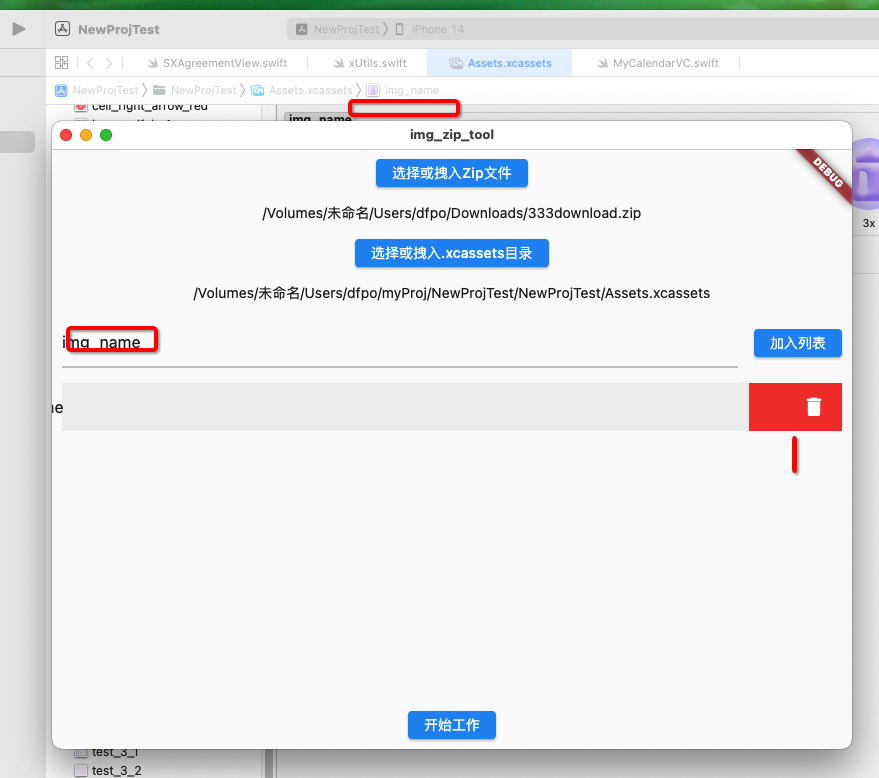 NewProjTest
NewProjTest
iPhone 14
SXAgreementView.swift
xUtils.swift
Assets.xcassets
MyCalendarVC.swift
NewProjTest
NewProjTest
Assets.xcassets
img_name
cell_right_arrow_red
img_name
img_zip_tool
DEBUG
选择或拽入Zip文件
/Volumes/未命名/Users/dfpo/Downloads/333download.zip
3x
选择或拽入.xcassets目录
/Volumes/未命名/Users/dfpo/myProj/NewProjTest/NewProjTest/Assets.xcassets
img_name
加入列表
开始工作
test_3_1
test_3_2